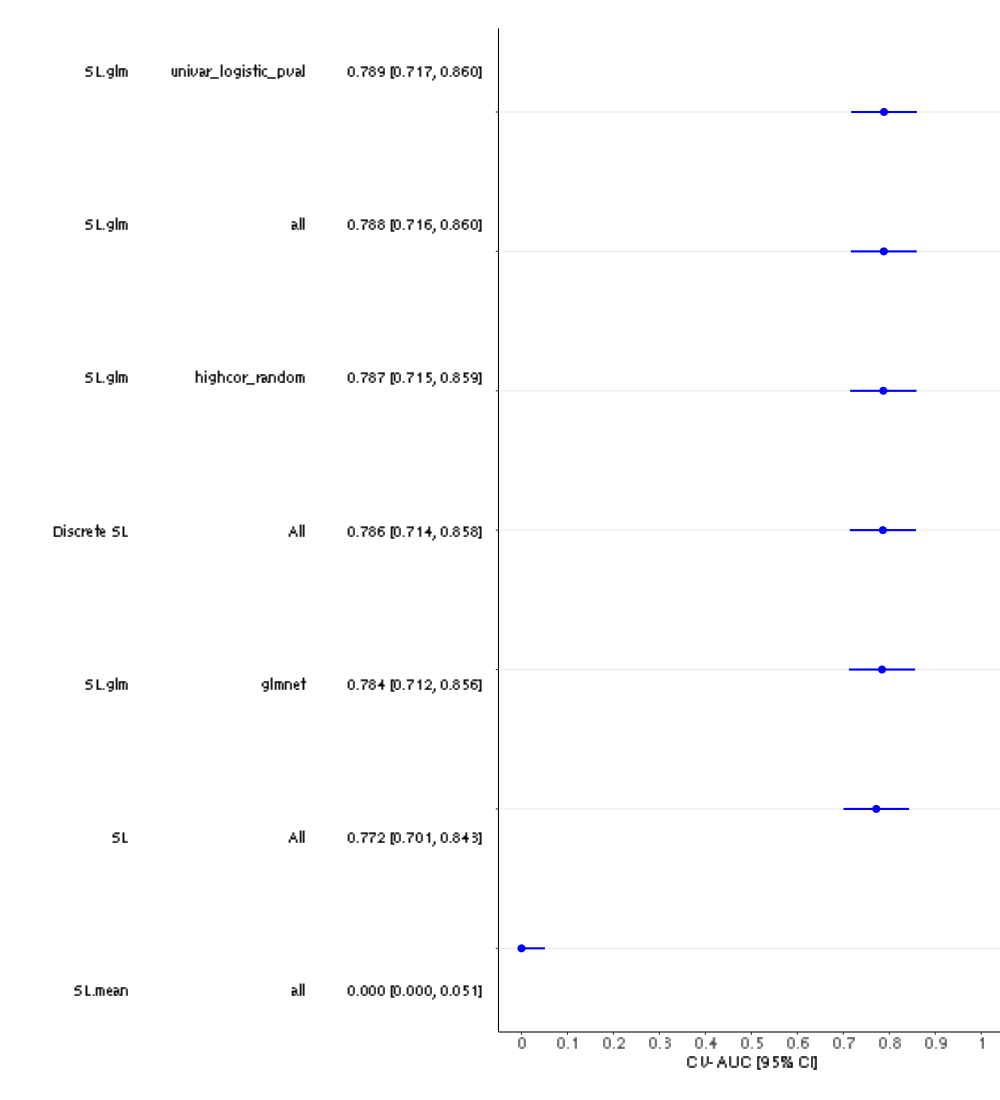 SL.glm univar_logistic_pval 0.789 [0.717, 0.860]
SL.glm all 0.788 [0.716, 0.860]
SL.glm highcor_random 0.787 [0.715, 0.859]
Discrete SL All 0.786 [0.714, 0.858]
SL.glm glmnet 0.784 [0.712, 0.856]
SL All 0.772 [0.701, 0.843]
SL.mean all 0.000 [0.000, 0.051]
0 0.1 0.2 0.3 0.4 0.5 0.6 0.7 0.8 0.9 1
CV-AUC [95% CI]